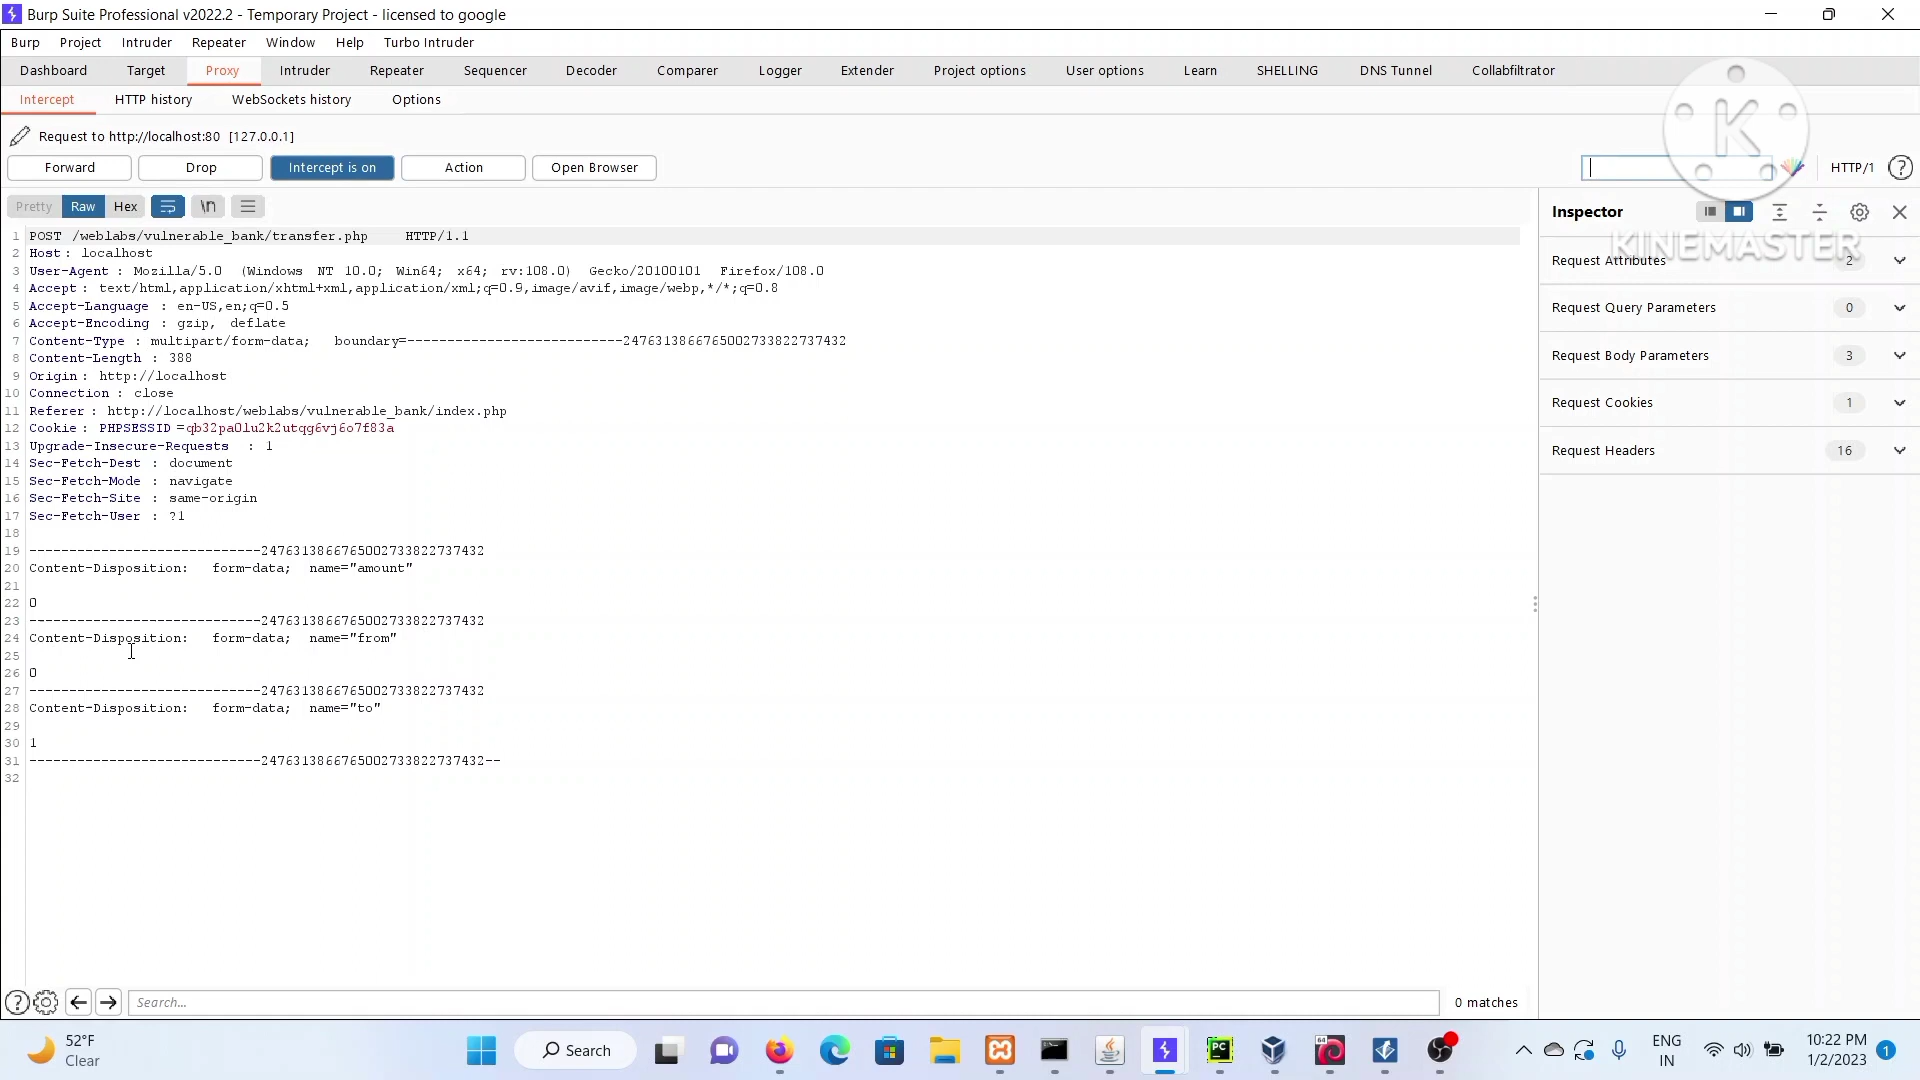 Burp Suite Professional v2022.2 - Temporary Project - licensed to google
Burp Project Intruder Repeater Window Help Turbo Intruder
Dashboard Target Proxy Intruder Repeater Sequencer Decoder Comparer Logger Extender Project options User options Learn SHELLING DNS Tunnel Collabfiltrator
Intercept HTTP history WebSockets history Options
K
Request to http://localhost:80 [127.0.0.1]
Forward Drop Intercept is on Action Open Browser HTTP/1 ?
Pretty Raw Hex \n
Inspector
KINEMASTER
Request Attributes 2
Request Query Parameters 0
Request Body Parameters 3
Request Cookies 1
Request Headers 16
1 POST /weblabs/vulnerable_bank/transfer.php HTTP/1.1
2 Host: localhost
3 User-Agent: Mozilla/5.0 (Windows NT 10.0; Win64; x64; rv:108.0) Gecko/20100101 Firefox/108.0
4 Accept: text/html,application/xhtml+xml,application/xml;q=0.9,image/avif,image/webp,*/*;q=0.8
5 Accept-Language : en-US,en;q=0.5
6 Accept-Encoding : gzip, deflate
7 Content-Type : multipart/form-data; boundary=---------------------------2476313866765002733822737432
8 Content-Length : 388
9 Origin: http://localhost
10 Connection : close
11 Referer: http://localhost/weblabs/vulnerable_bank/index.php
12 Cookie: PHPSESSID=qb32pa0lu2k2utqg6vj6o7f83a
13 Upgrade-Insecure-Requests : 1
14 Sec-Fetch-Dest : document
15 Sec-Fetch-Mode : navigate
16 Sec-Fetch-Site : same-origin
17 Sec-Fetch-User : ?1
18
19 -----------------------------2476313866765002733822737432
20 Content-Disposition: form-data; name="amount"
21
22 0
23 -----------------------------2476313866765002733822737432
24 Content-Disposition: form-data; name="from"
25
26 0
27 -----------------------------2476313866765002733822737432
28 Content-Disposition: form-data; name="to"
29
30 1
31 -----------------------------2476313866765002733822737432--
32
? Search... 0 matches
52°F
Clear
Search
PC
64
ENG
IN
10:22 PM
1/2/2023
1